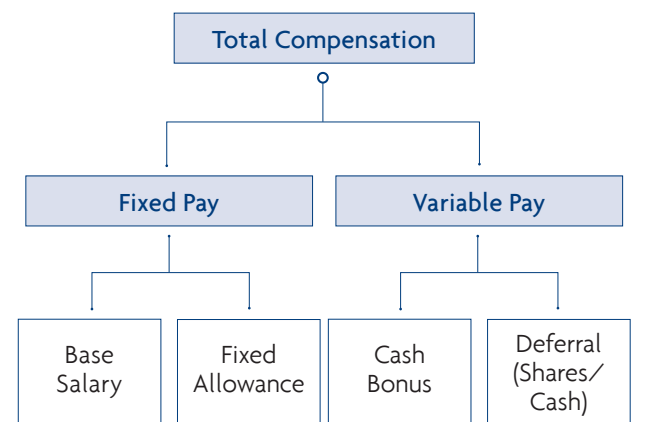 Total Compensation
Fixed Pay
Variable Pay
Base
Salary
Fixed
Allowance
Cash
Bonus
Deferral
(Shares/
Cash)